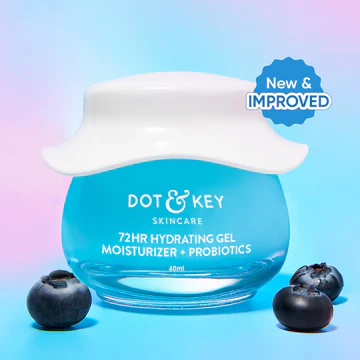 New &
IMPROVED
DOT & KEY
SKINCARE
72HR HYDRATING GEL
MOISTURIZER + PROBIOTICS
60ml